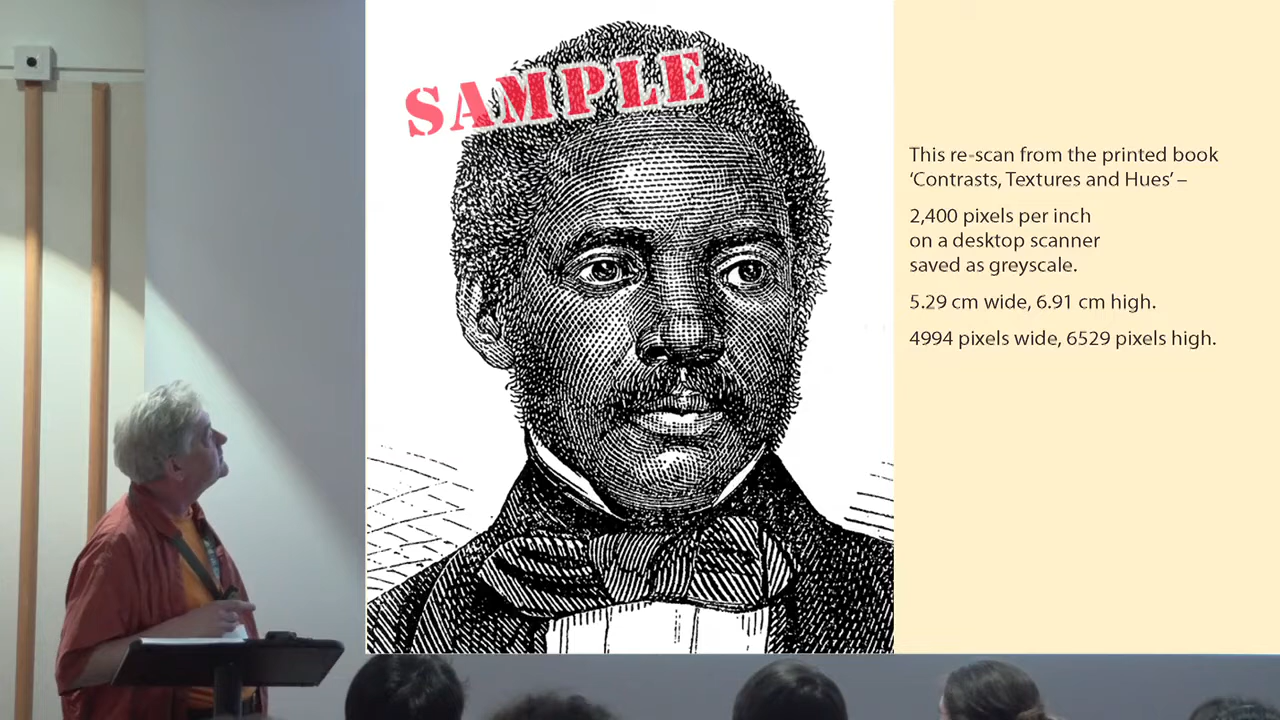 SAMPLE
This re-scan from the printed book
‘Contrasts, Textures and Hues’ –
2,400 pixels per inch
on a desktop scanner
saved as greyscale.
5.29 cm wide, 6.91 cm high.
4994 pixels wide, 6529 pixels high.